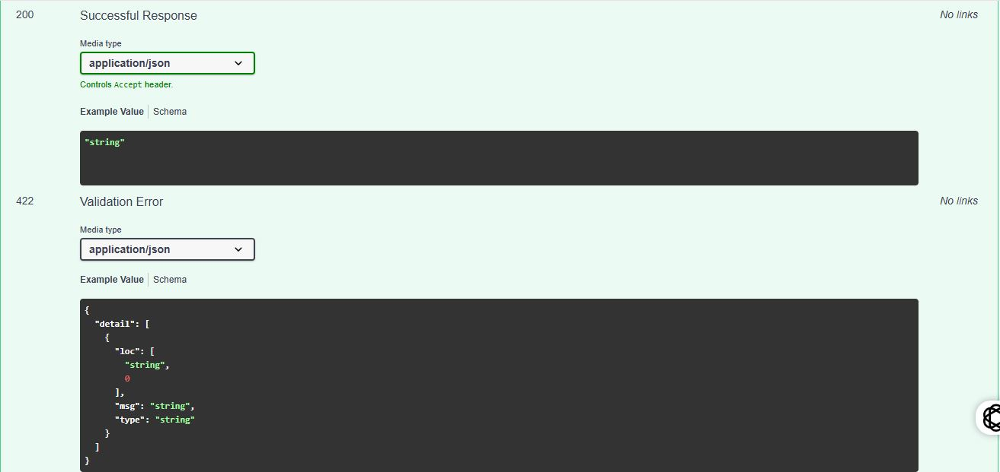 200 Successful Response No links
Media type
application/json
Controls Accept header.
Example Value Schema
"string"
422 Validation Error No links
Media type
application/json
Example Value Schema
{
  "detail": [
    {
      "loc": [
        "string",
        0
      ],
      "msg": "string",
      "type": "string"
    }
  ]
}